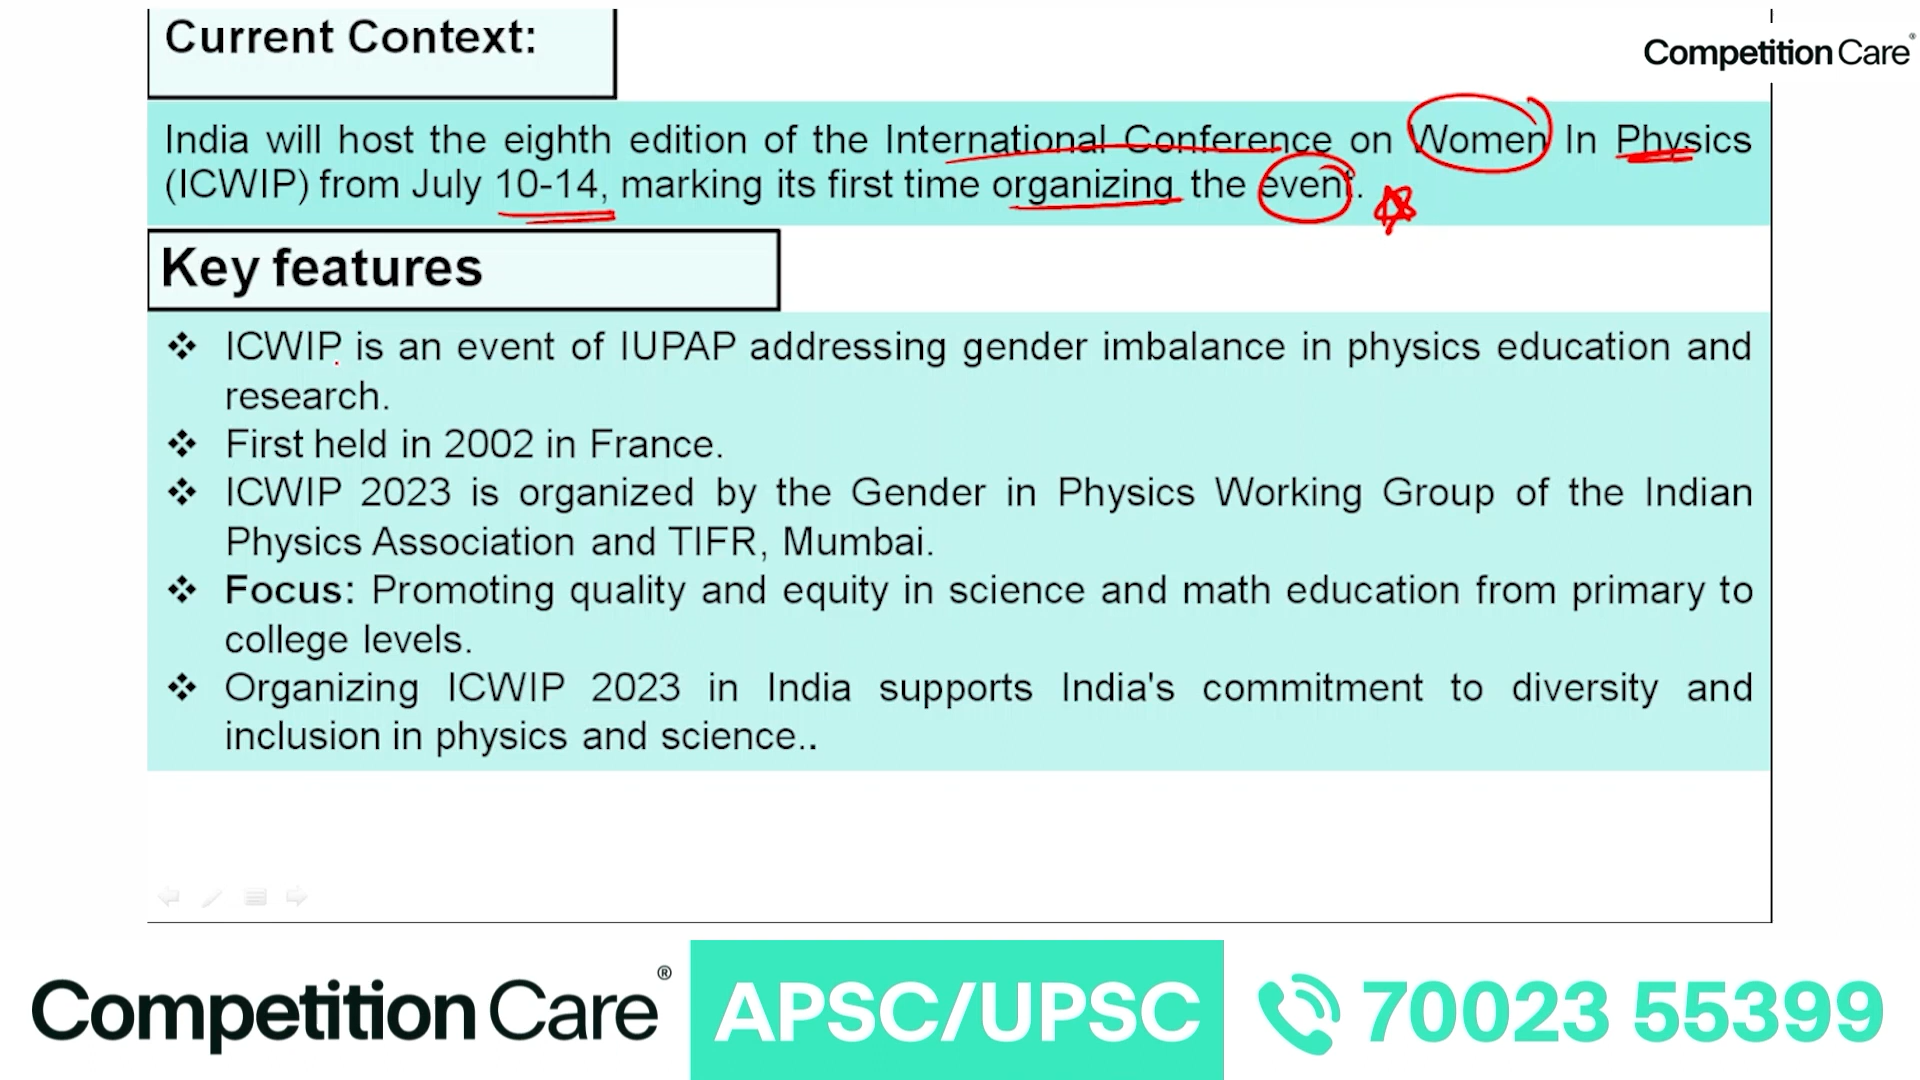 Current Context:
Competition Care®
India will host the eighth edition of the International Conference on Women In Physics
(ICWIP) from July 10-14, marking its first time organizing the event.
Key features
❖ ICWIP is an event of IUPAP addressing gender imbalance in physics education and
research.
❖ First held in 2002 in France.
❖ ICWIP 2023 is organized by the Gender in Physics Working Group of the Indian
Physics Association and TIFR, Mumbai.
❖ Focus: Promoting quality and equity in science and math education from primary to
college levels.
❖ Organizing ICWIP 2023 in India supports India's commitment to diversity and
inclusion in physics and science..
Competition Care® APSC/UPSC 70023 55399